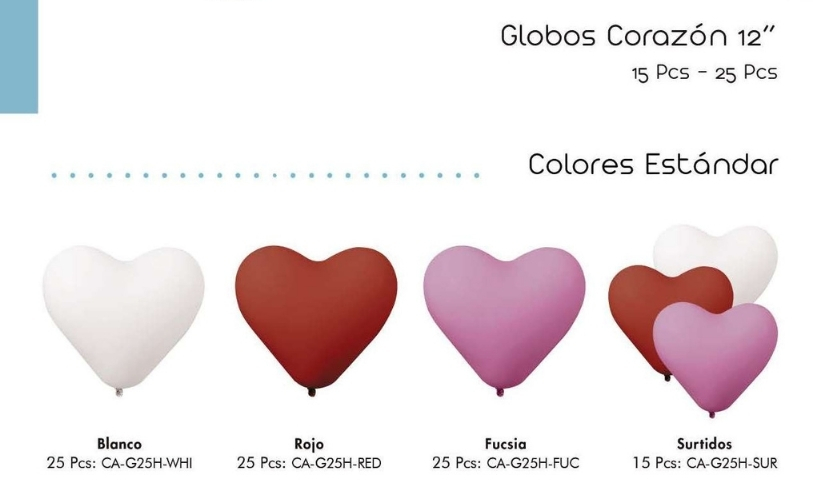 Globos Corazón 12”
15 Pcs - 25 Pcs
Colores Estándar
Blanco
25 Pcs: CA-G25H-WHI
Rojo
25 Pcs: CA-G25H-RED
Fucsia
25 Pcs: CA-G25H-FUC
Surtidos
15 Pcs: CA-G25H-SUR